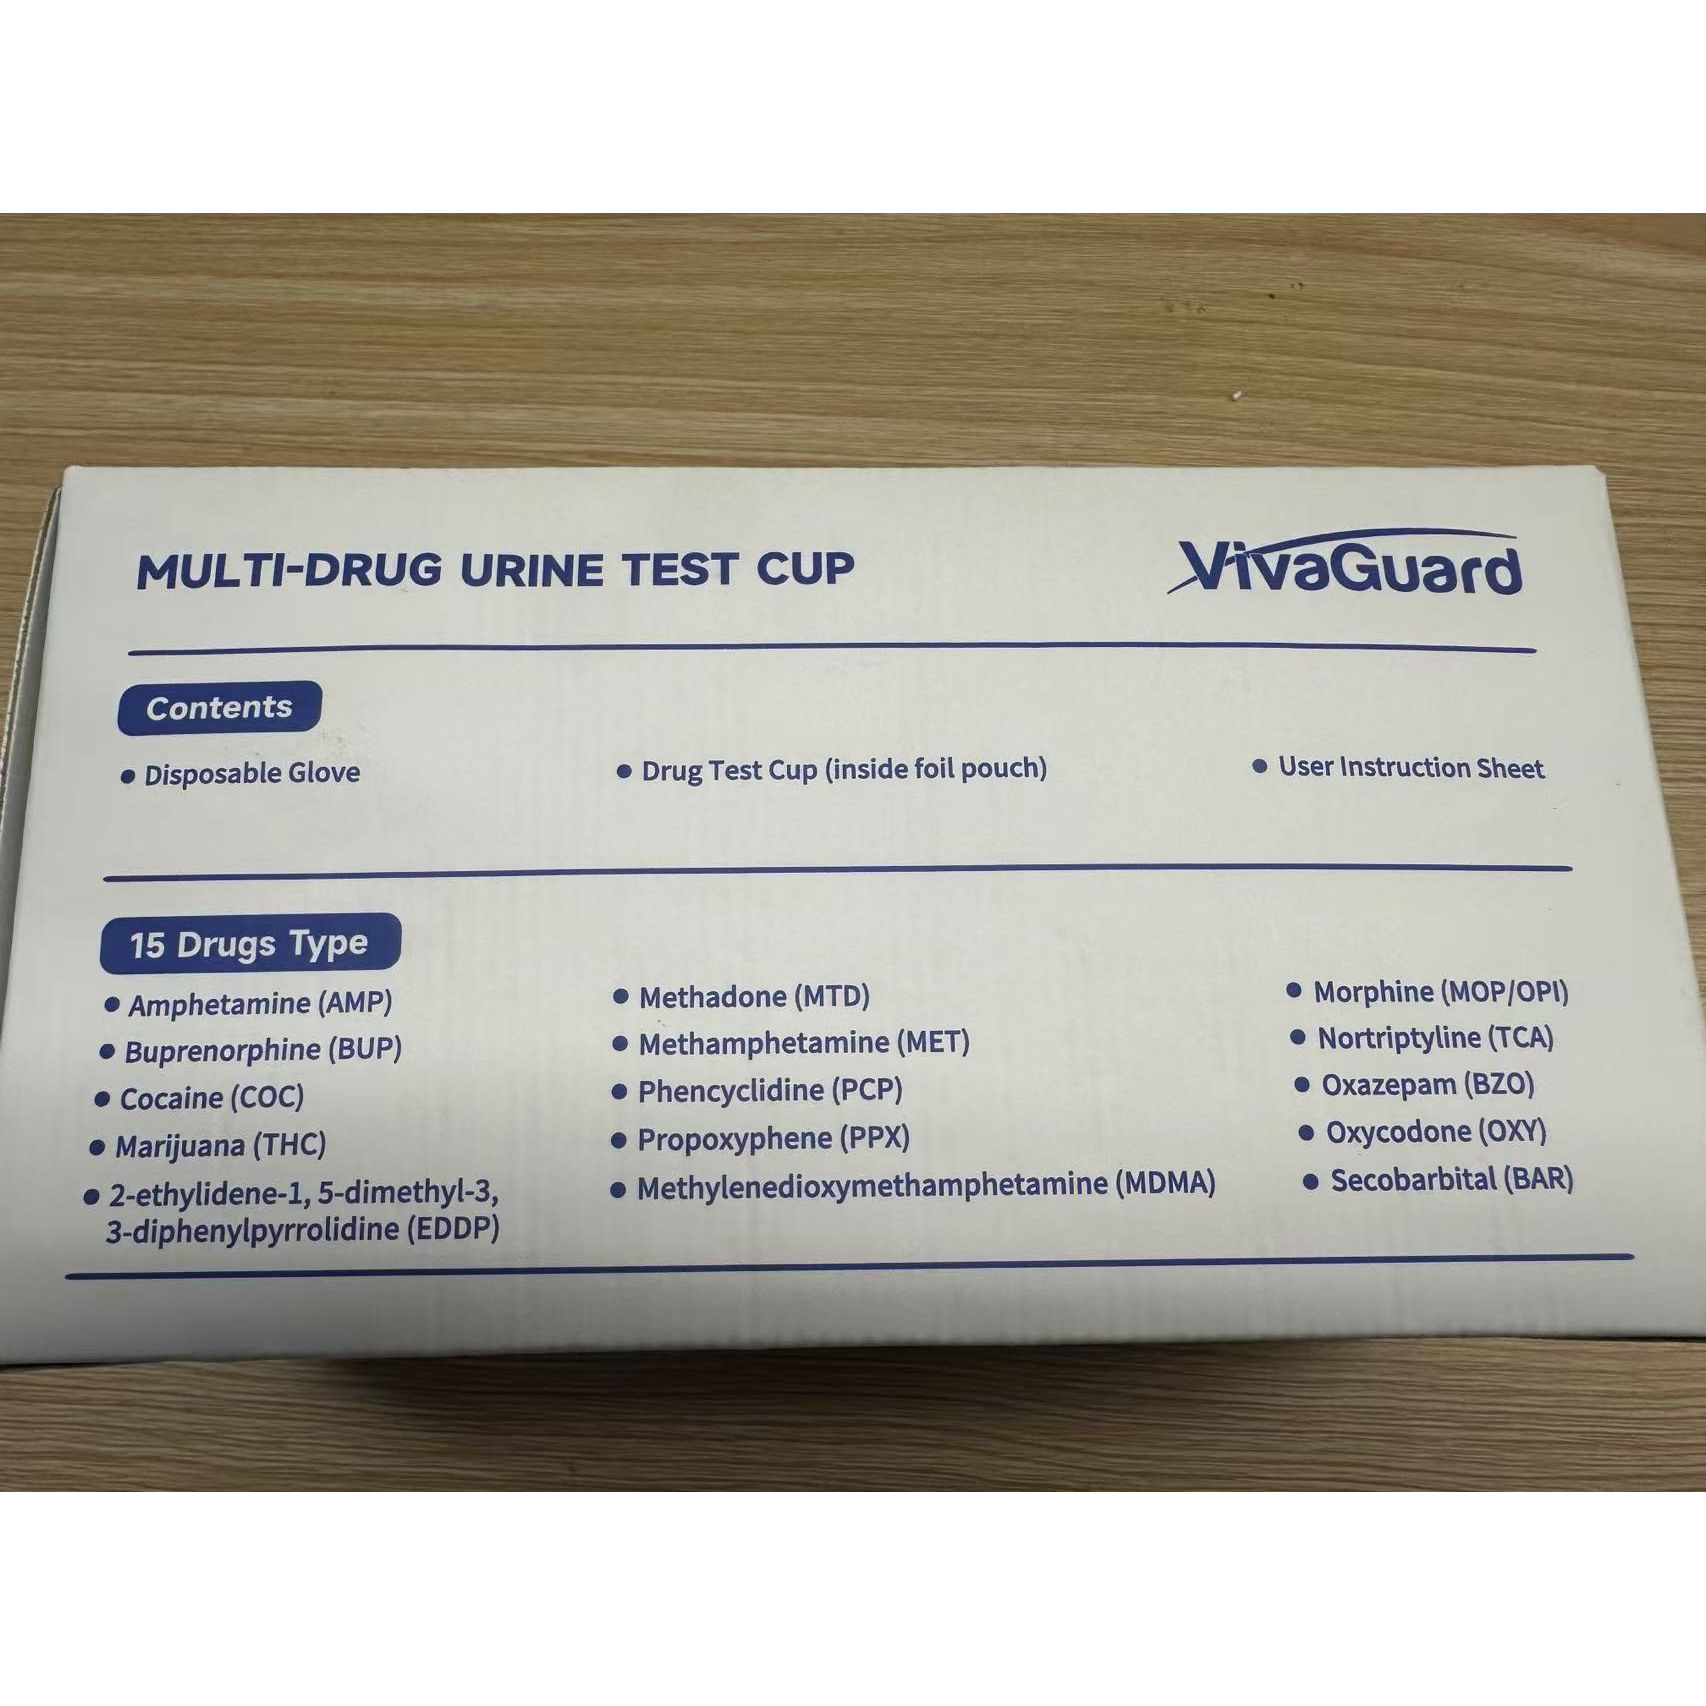 MULTI-DRUG URINE TEST CUP
VivaGuard
Contents
• Disposable Glove
• Drug Test Cup (inside foil pouch)
• User Instruction Sheet
15 Drugs Type
• Amphetamine (AMP)
• Buprenorphine (BUP)
• Cocaine (COC)
• Marijuana (THC)
• 2-ethylidene-1, 5-dimethyl-3,
3-diphenylpyrrolidine (EDDP)
• Methadone (MTD)
• Methamphetamine (MET)
• Phencyclidine (PCP)
• Propoxyphene (PPX)
• Methylenedioxymethamphetamine (MDMA)
• Morphine (MOP/OPI)
• Nortriptyline (TCA)
• Oxazepam (BZO)
• Oxycodone (OXY)
• Secobarbital (BAR)